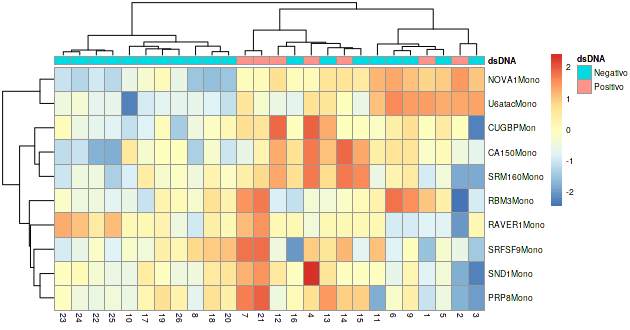 dsDNA
dsDNA
Negativo
Positivo
2
1
0
-1
-2
NOVA1Mono
U6atacMono
CUGBPMon
CA150Mono
SRM160Mono
RBM3Mono
RAVER1Mono
SRFSF9Mono
SND1Mono
PRP8Mono
23 24 22 25 10 17 19 26 8 18 20 7 21 12 16 4 13 14 15 11 6 9 1 5 2 3